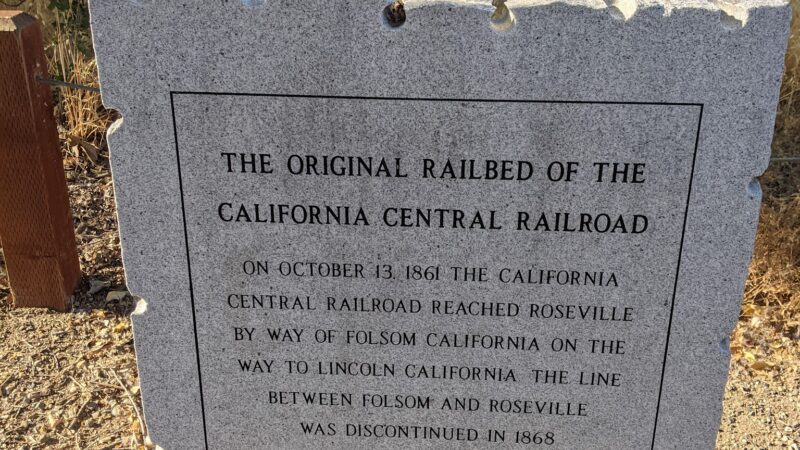 THE ORIGINAL RAILBED OF THE
CALIFORNIA CENTRAL RAILROAD
ON OCTOBER 13, 1861 THE CALIFORNIA
CENTRAL RAILROAD REACHED ROSEVILLE
BY WAY OF FOLSOM CALIFORNIA ON THE
WAY TO LINCOLN CALIFORNIA THE LINE
BETWEEN FOLSOM AND ROSEVILLE
WAS DISCONTINUED IN 1868